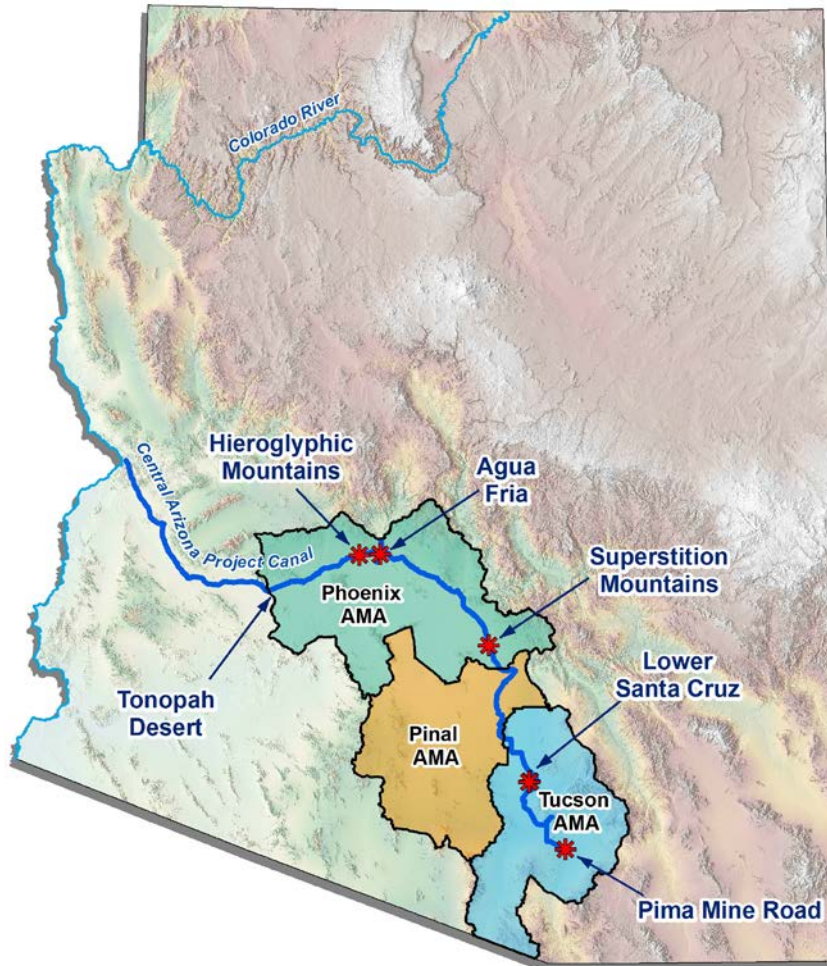 Colorado River
Hieroglyphic
Mountains
Agua
Fria
Central Arizona Project Canal
Superstition
Mountains
Phoenix
AMA
Lower
Santa Cruz
Tonopah
Desert
Pinal
AMA
Tucson
AMA
Pima Mine Road